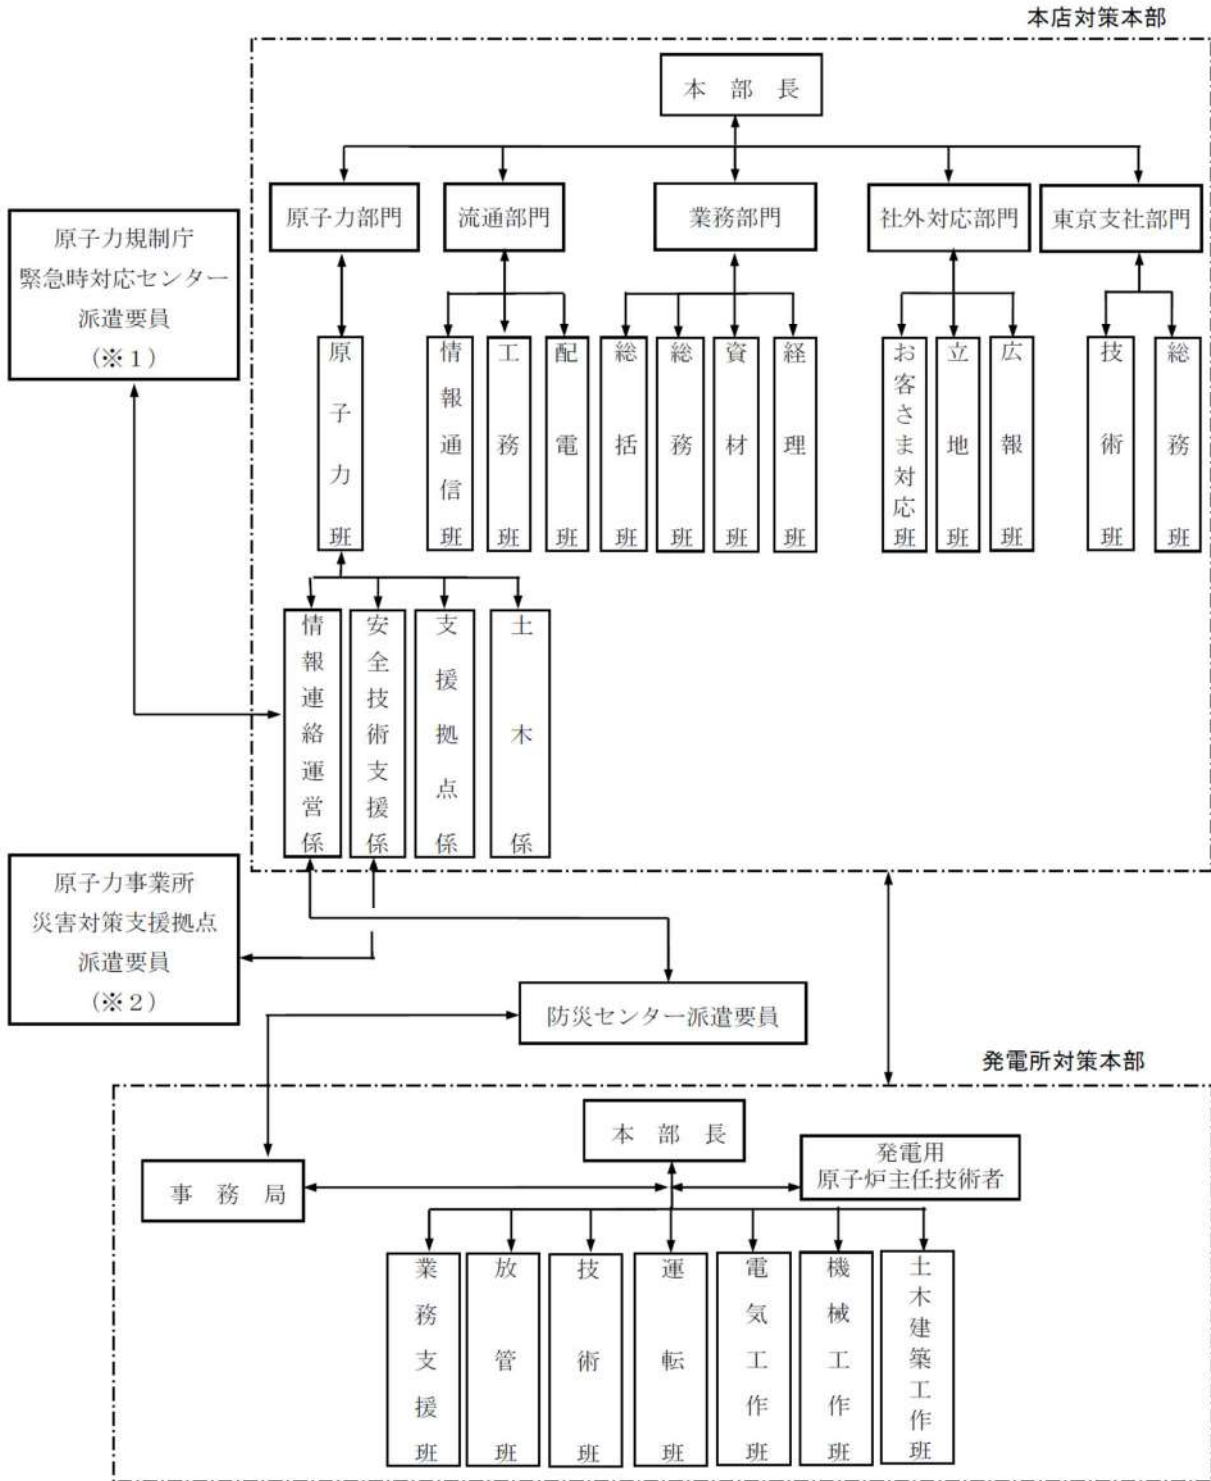 本店対策本部
本部長
原子力部門
流通部門
業務部門
社外対応部門
東京支社部門
原子力規制庁
緊急時対応センター
派遣要員
(※1)
原子力班
情報通信班
工務班
配電班
総括班
総務班
資材班
経理班
お客さま対応班
立地班
広報班
技術班
総務班
情報連絡運営係
安全技術支援係
支援拠点係
土木係
原子力事業所
災害対策支援拠点
派遣要員
(※2)
防災センター派遣要員
発電所対策本部
本部長
発電用
原子炉主任技術者
事務局
業務支援班
放管班
技術班
運転班
電気工作班
機械工作班
土木建築工作班